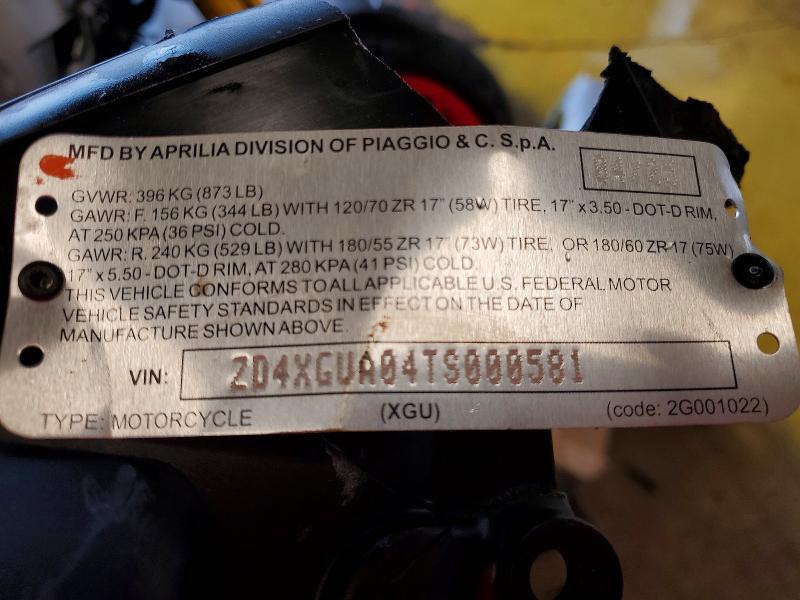 MFD BY APRILIA DIVISION OF PIAGGIO & C. S.p.A.
GVWR: 396 KG (873 LB)
GAWR: F. 156 KG (344 LB) WITH 120/70 ZR 17" (58W) TIRE, 17" x 3.50 - DOT-D RIM,
AT 250 KPA (36 PSI) COLD.
GAWR: R. 240 KG (529 LB) WITH 180/55 ZR 17" (73W) TIRE, OR 180/60 ZR 17 (75W)
17" x 5.50 - DOT-D RIM, AT 280 KPA (41 PSI) COLD.
THIS VEHICLE CONFORMS TO ALL APPLICABLE U.S. FEDERAL MOTOR
VEHICLE SAFETY STANDARDS IN EFFECT ON THE DATE OF
MANUFACTURE SHOWN ABOVE.
VIN: ZD4XGUA04TS000581
TYPE: MOTORCYCLE (XGU) (code: 2G001022)